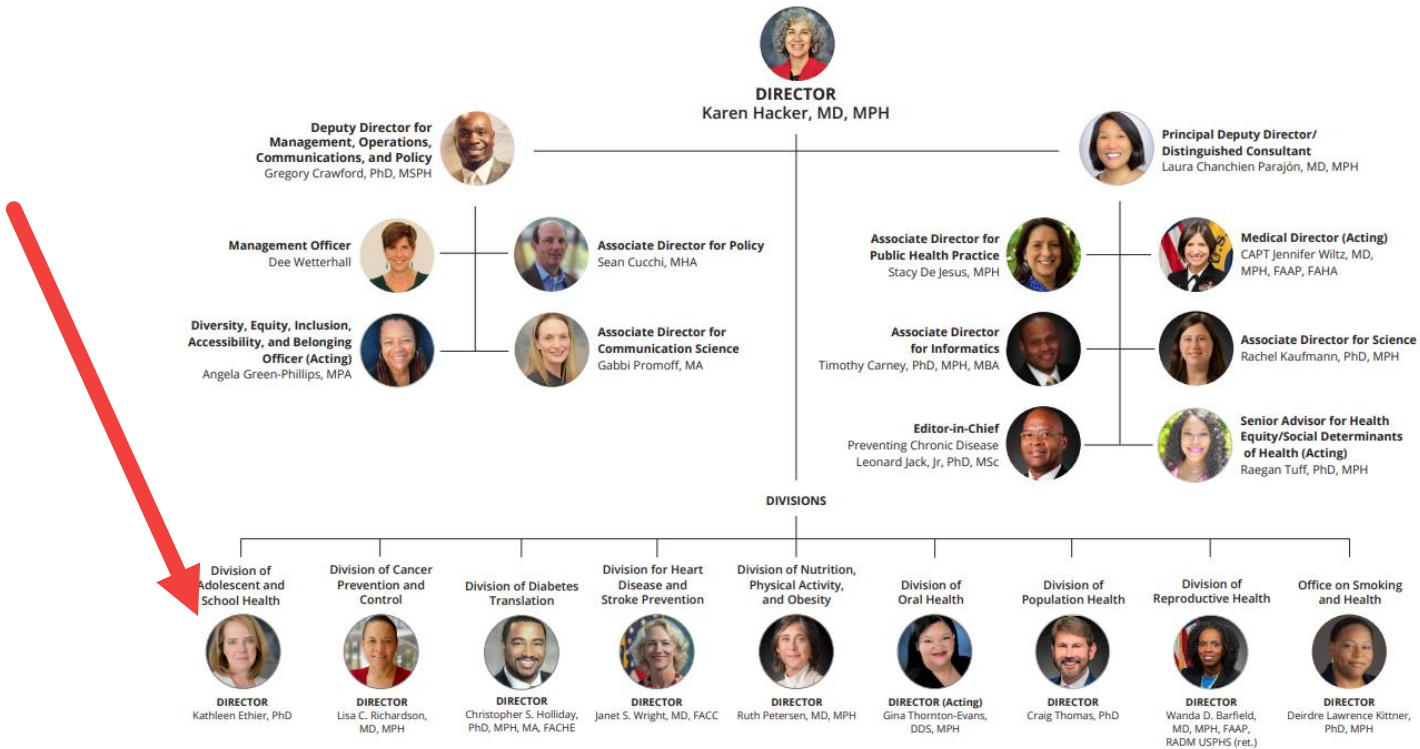 DIRECTOR
Karen Hacker, MD, MPH
Deputy Director for
Management, Operations,
Communications, and Policy
Gregory Crawford, PhD, MSPH
Principal Deputy Director/
Distinguished Consultant
Laura Chanchien Parajón, MD, MPH
Management Officer
Dee Wetterhall
Associate Director for Policy
Sean Cucchi, MHA
Diversity, Equity, Inclusion,
Accessibility, and Belonging
Officer (Acting)
Angela Green-Phillips, MPA
Associate Director for
Communication Science
Gabbi Promoff, MA
Associate Director for
Public Health Practice
Stacy De Jesus, MPH
Medical Director (Acting)
CAPT Jennifer Wiltz, MD,
MPH, FAAP, FAHA
Associate Director
for Informatics
Timothy Carney, PhD, MPH, MBA
Associate Director for Science
Rachel Kaufmann, PhD, MPH
Editor-in-Chief
Preventing Chronic Disease
Leonard Jack, Jr, PhD, MSc
Senior Advisor for Health
Equity/Social Determinants
of Health (Acting)
Raegan Tuff, PhD, MPH
DIVISIONS
Division of
Adolescent and
School Health
DIRECTOR
Kathleen Ethier, PhD
Division of Cancer
Prevention and
Control
DIRECTOR
Lisa C. Richardson,
MD, MPH
Division of Diabetes
Translation
DIRECTOR
Christopher S. Holliday,
PhD, MPH, MA, FACHE
Division for Heart
Disease and
Stroke Prevention
DIRECTOR
Janet S. Wright, MD, FACC
Division of Nutrition,
Physical Activity,
and Obesity
DIRECTOR
Ruth Petersen, MD, MPH
Division of
Oral Health
DIRECTOR (Acting)
Gina Thornton-Evans,
DDS, MPH
Division of
Population Health
DIRECTOR
Craig Thomas, PhD
Division of
Reproductive Health
DIRECTOR
Wanda D. Barfield,
MD, MPH, FAAP,
RADM USPHS (ret.)
Office on Smoking
and Health
DIRECTOR
Deirdre Lawrence Kittner,
PhD, MPH